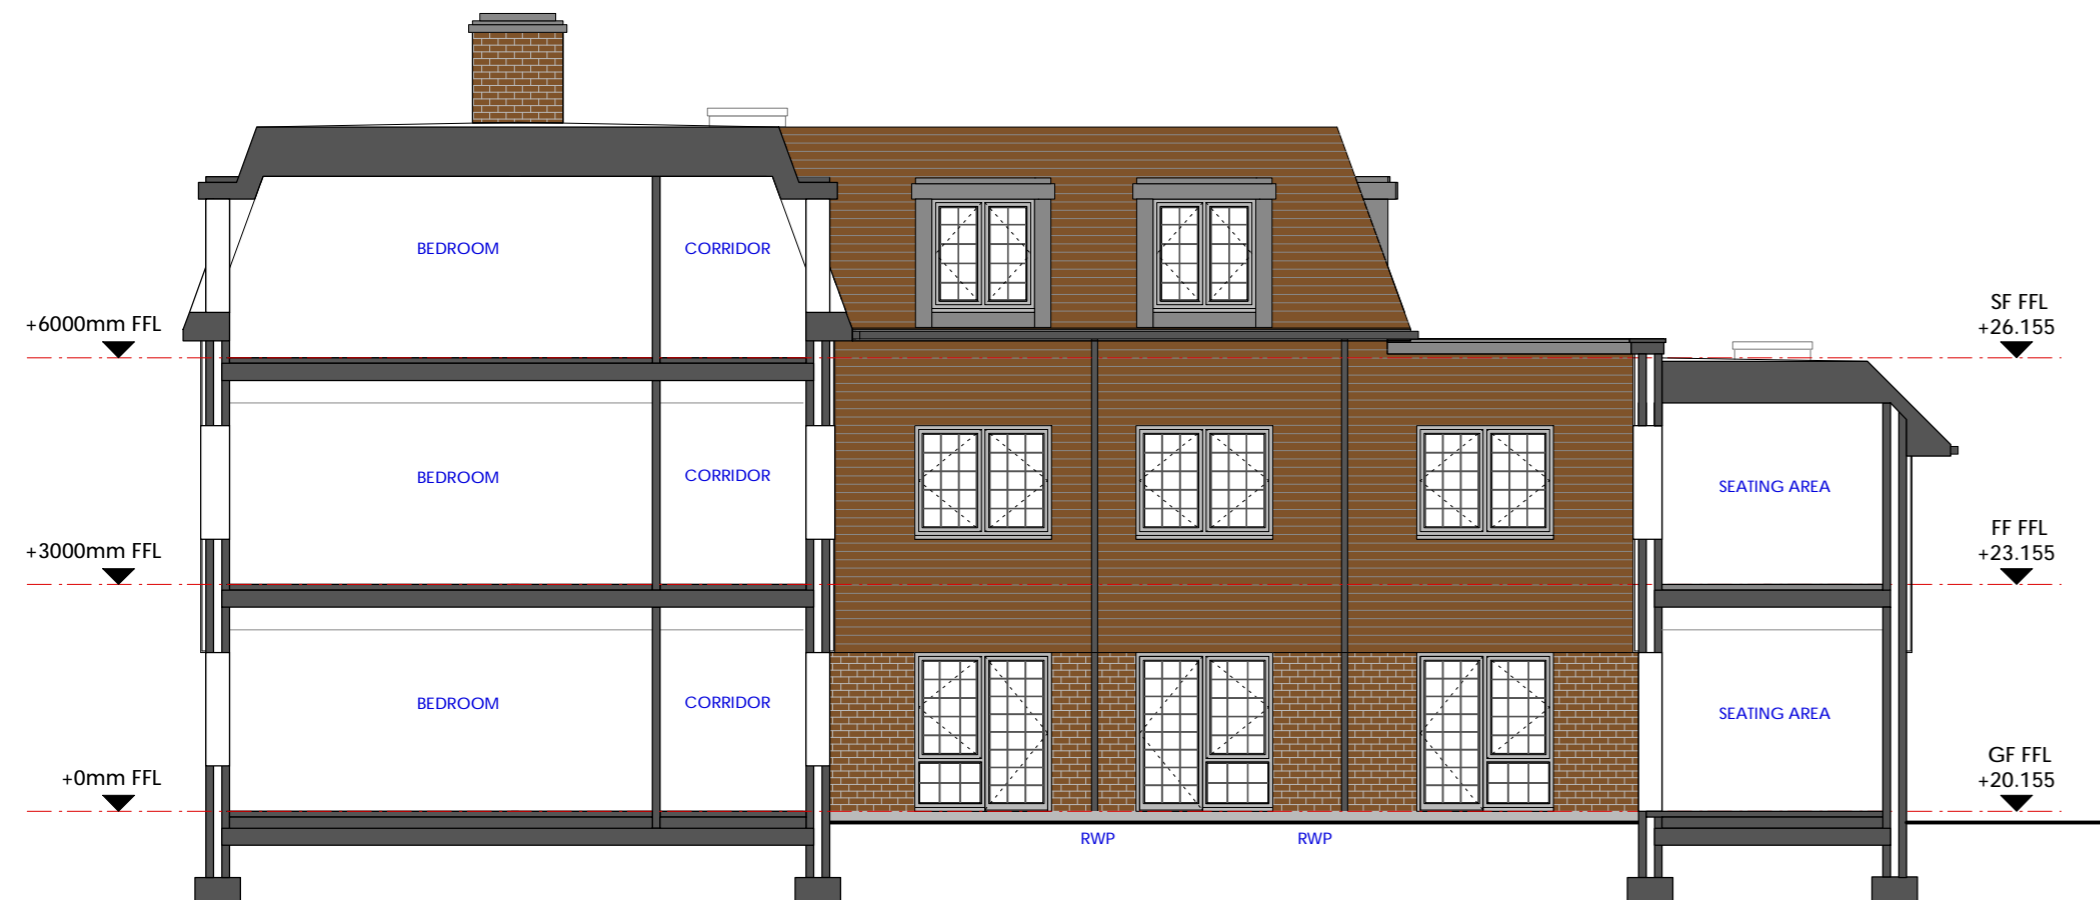 BEDROOM
CORRIDOR
+6000mm FFL
SF FFL
+26.155
BEDROOM
CORRIDOR
SEATING AREA
+3000mm FFL
FF FFL
+23.155
BEDROOM
CORRIDOR
SEATING AREA
+0mm FFL
GF FFL
+20.155
RWP
RWP